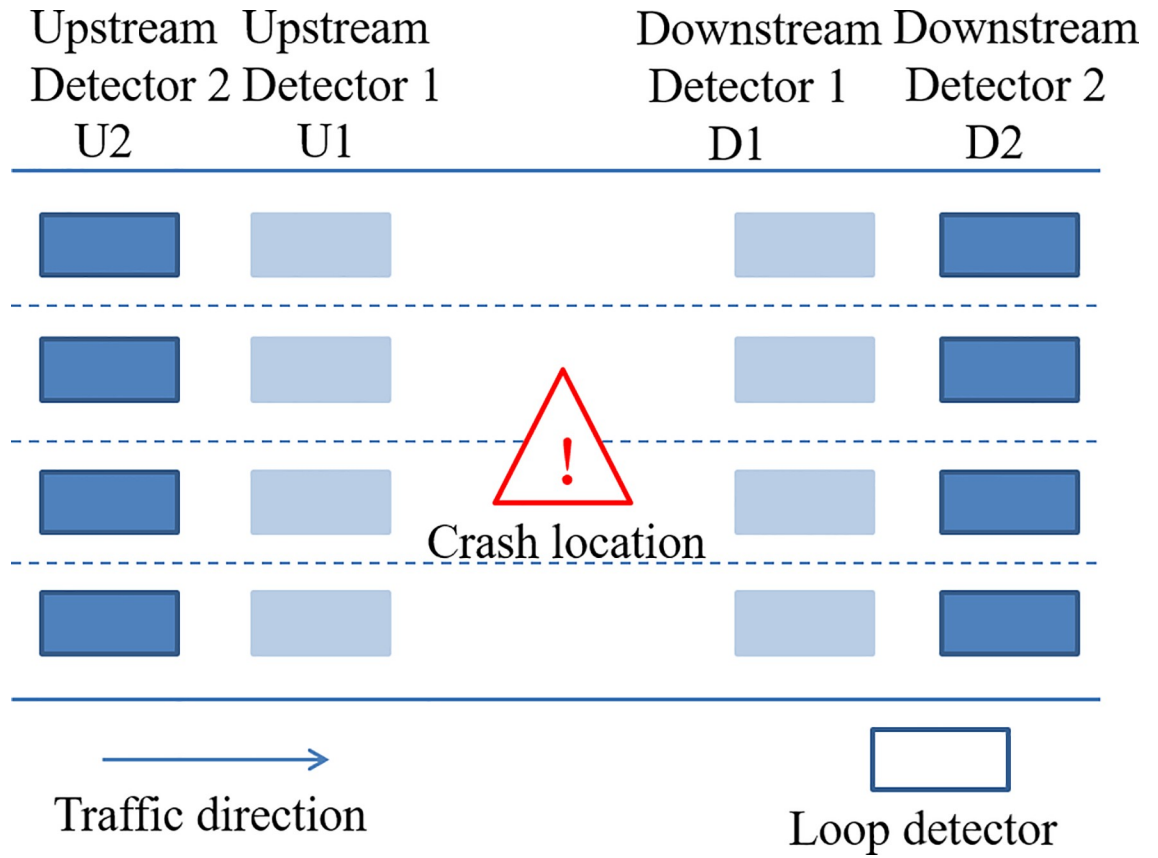 Upstream
Detector 2
U2
Upstream
Detector 1
U1
Downstream
Detector 1
D1
Downstream
Detector 2
D2
!
Crash location
Traffic direction
Loop detector